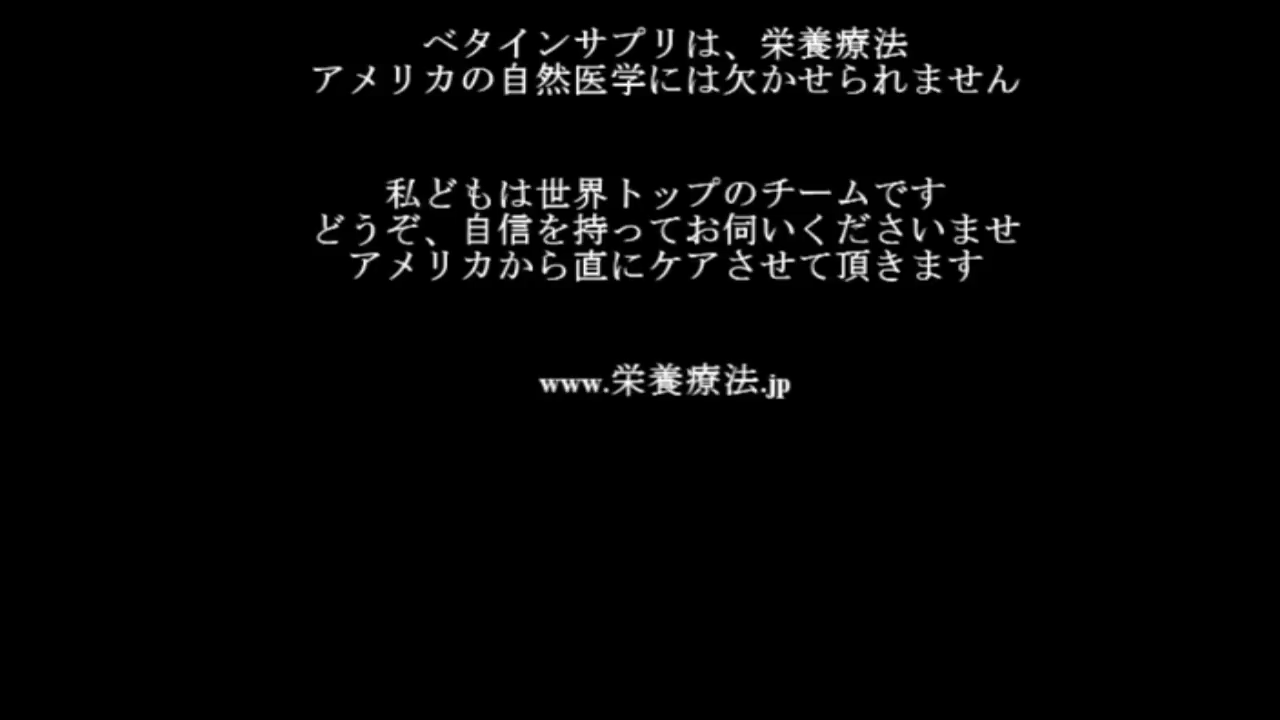 ベタインサプリは、栄養療法
アメリカの自然医学には欠かせられません
私どもは世界トップのチームです
どうぞ、自信を持ってお伺いくださいませ
アメリカから直にケアさせて頂きます
www.栄養療法.jp